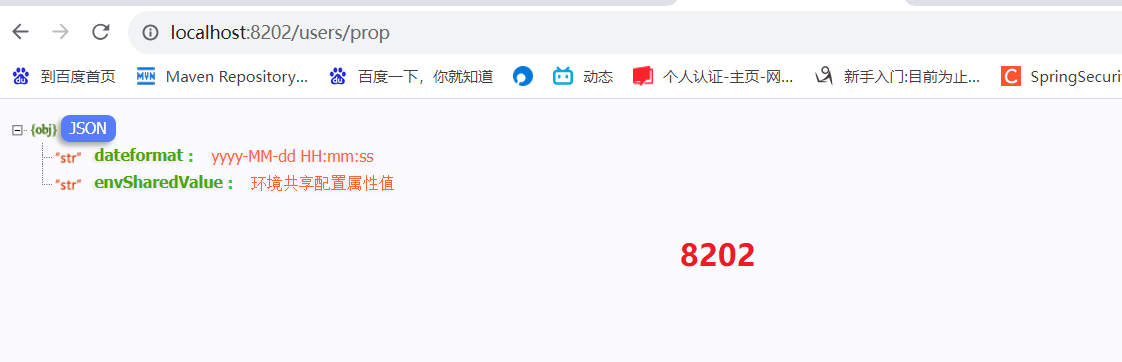 localhost:8202/users/prop
到百度首页 MVN Maven Repository... 百度一下，你就知道 动态 个人认证-主页-网... 新手入门:目前为止... C SpringSecurit
{obj} JSON
"str" dateformat : yyyy-MM-dd HH:mm:ss
"str" envSharedValue : 环境共享配置属性值
8202